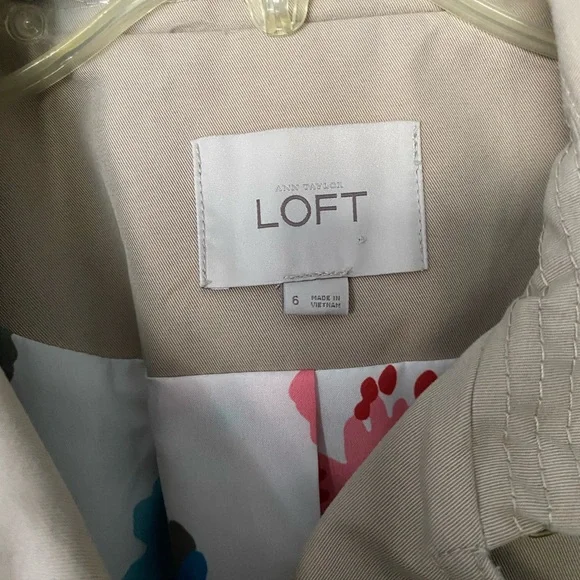 ANN TAYLOR
LOFT
6
MADE IN
VIETNAM